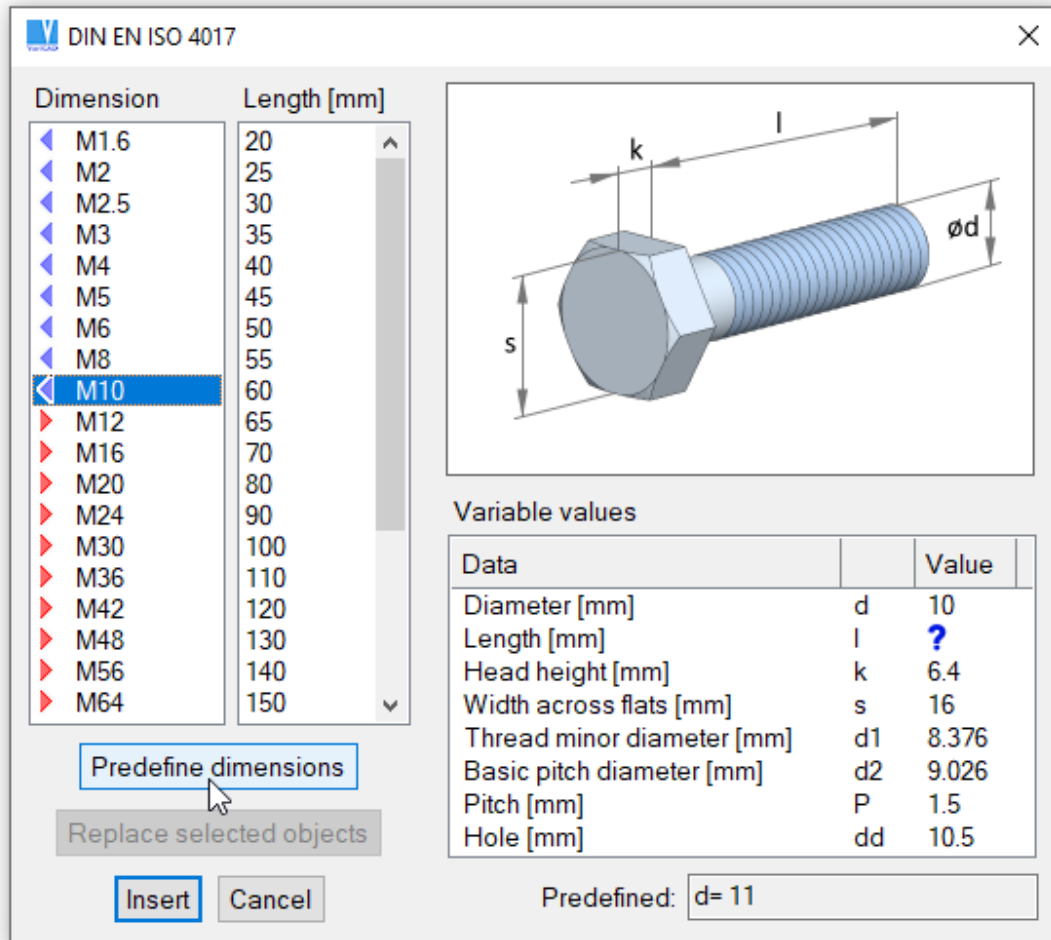 DIN EN ISO 4017
Dimension
M1.6
M2
M2.5
M3
M4
M5
M6
M8
M10
M12
M16
M20
M24
M30
M36
M42
M48
M56
M64
Length [mm]
20
25
30
35
40
45
50
55
60
65
70
80
90
100
110
120
130
140
150
l
k
ød
s
Variable values
Data Value
Diameter [mm] d 10
Length [mm] l ?
Head height [mm] k 6.4
Width across flats [mm] s 16
Thread minor diameter [mm] d1 8.376
Basic pitch diameter [mm] d2 9.026
Pitch [mm] P 1.5
Hole [mm] dd 10.5
Predefine dimensions
Replace selected objects
Insert Cancel
Predefined: d= 11